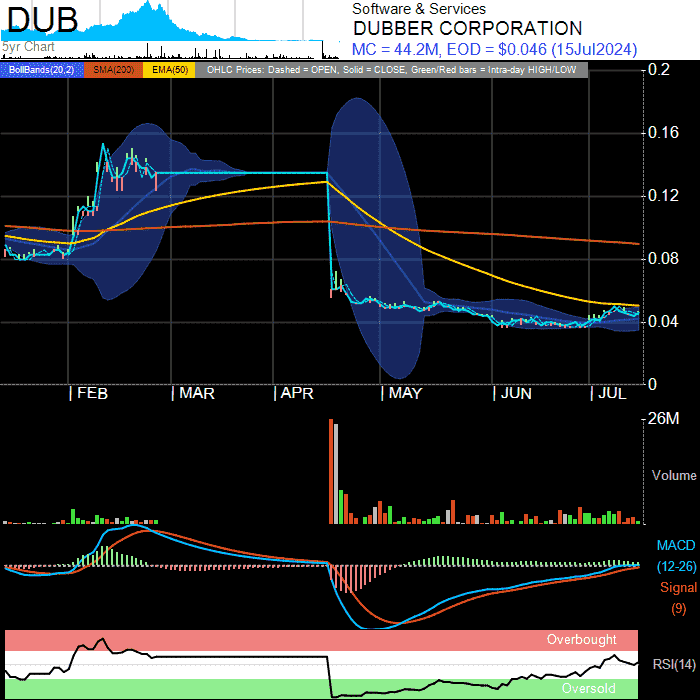 DUB
Software & Services
DUBBER CORPORATION
5yr Chart
MC = 44.2M, EOD = $0.046 (15Jul2024)
BollBands(20,2) SMA(200) EMA(50) OHLC Prices: Dashed = OPEN, Solid = CLOSE, Green/Red bars = Intra-day HIGH/LOW
0.2
0.16
0.12
0.08
0.04
0
FEB MAR APR MAY JUN JUL
26M
Volume
MACD
(12-26)
Signal
(9)
Overbought
RSI(14)
Oversold